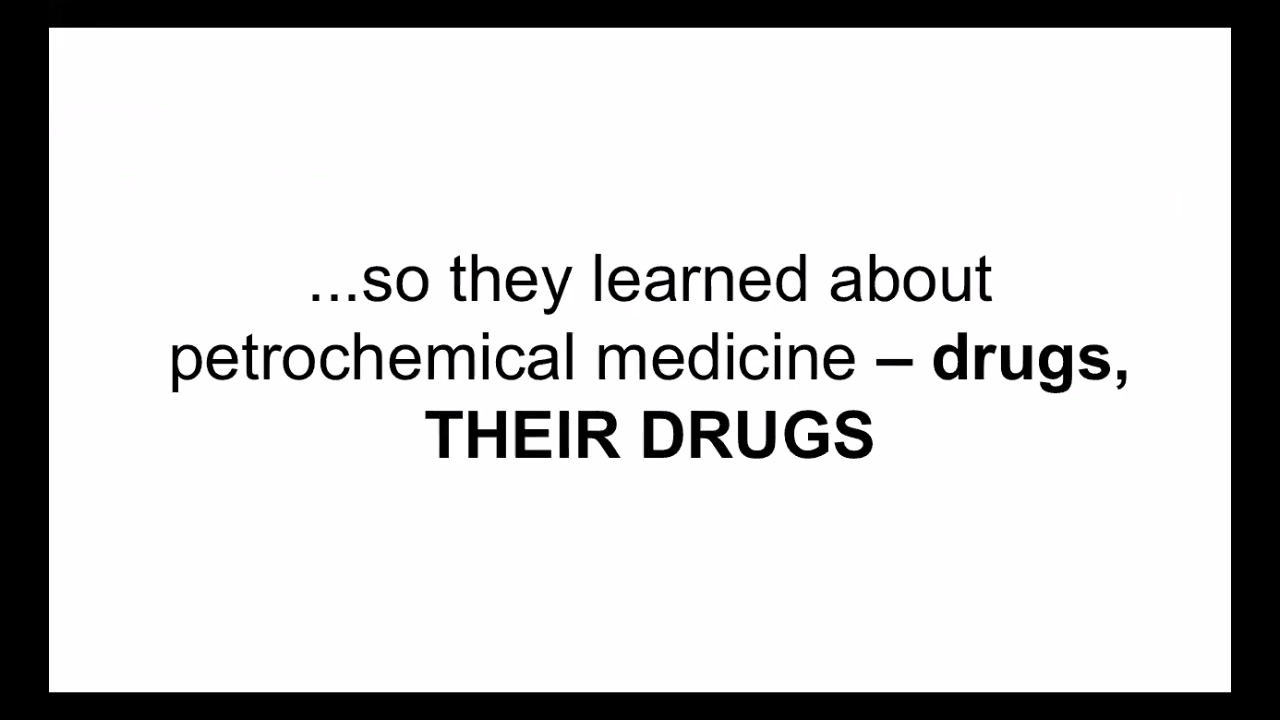 ...so they learned about
petrochemical medicine – drugs,
THEIR DRUGS